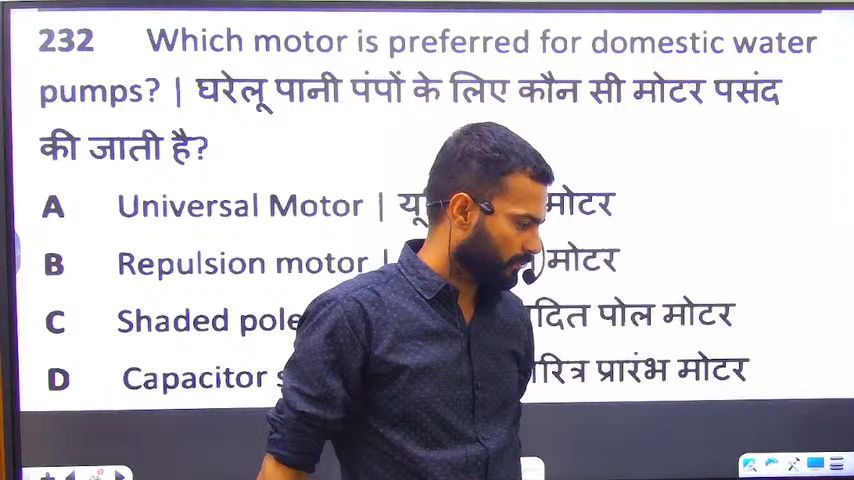 232 Which motor is preferred for domestic water
pumps? | घरेलू पानी पंपों के लिए कौन सी मोटर पसंद
की जाती है?
A Universal Motor | मोटर
B Repulsion motor | मोटर
C Shaded pole पोल मोटर
D Capacitor प्रारंभ मोटर